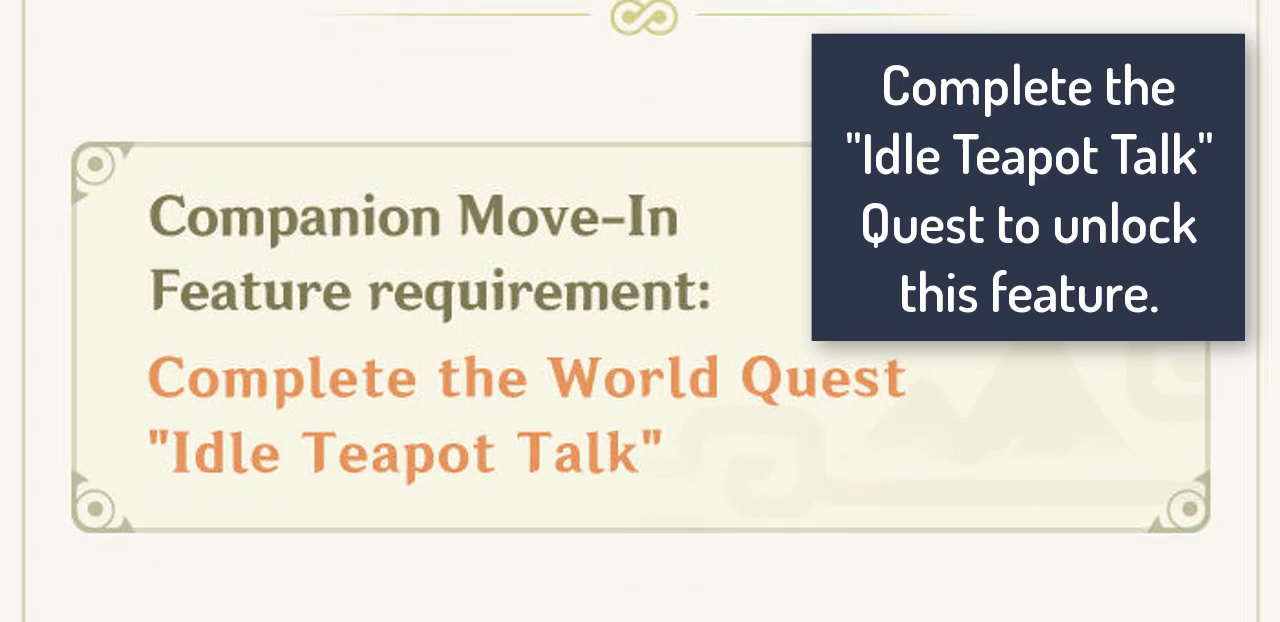 Companion Move-In
Feature requirement:
Complete the World Quest
"Idle Teapot Talk"
Complete the
"Idle Teapot Talk"
Quest to unlock
this feature.